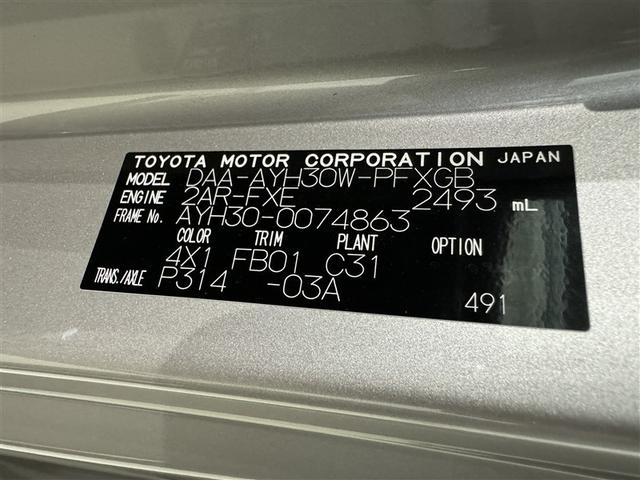 TOYOTA MOTOR CORPORATION JAPAN
MODEL DAA-AYH30W-PFXGB
ENGINE 2AR-FXE 2493 mL
FRAME No. AYH30-0074863
COLOR TRIM PLANT OPTION
4X1 FB01 C31
TRANS./AXLE P314 -03A 491